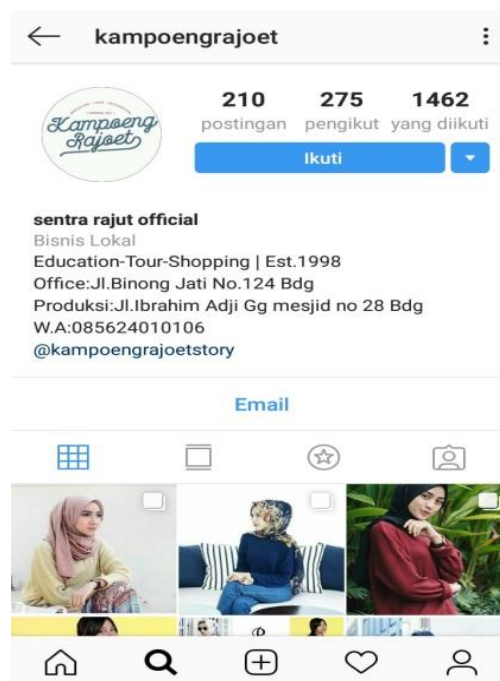 kampoengrajoet
Kampoeng
Rajoet
210 275 1462
postingan pengikut yang diikuti
Ikuti
sentra rajut official
Bisnis Lokal
Education-Tour-Shopping | Est.1998
Office:Jl.Binong Jati No.124 Bdg
Produksi:Jl.Ibrahim Adji Gg mesjid no 28 Bdg
W.A:085624010106
@kampoengrajoetstory
Email